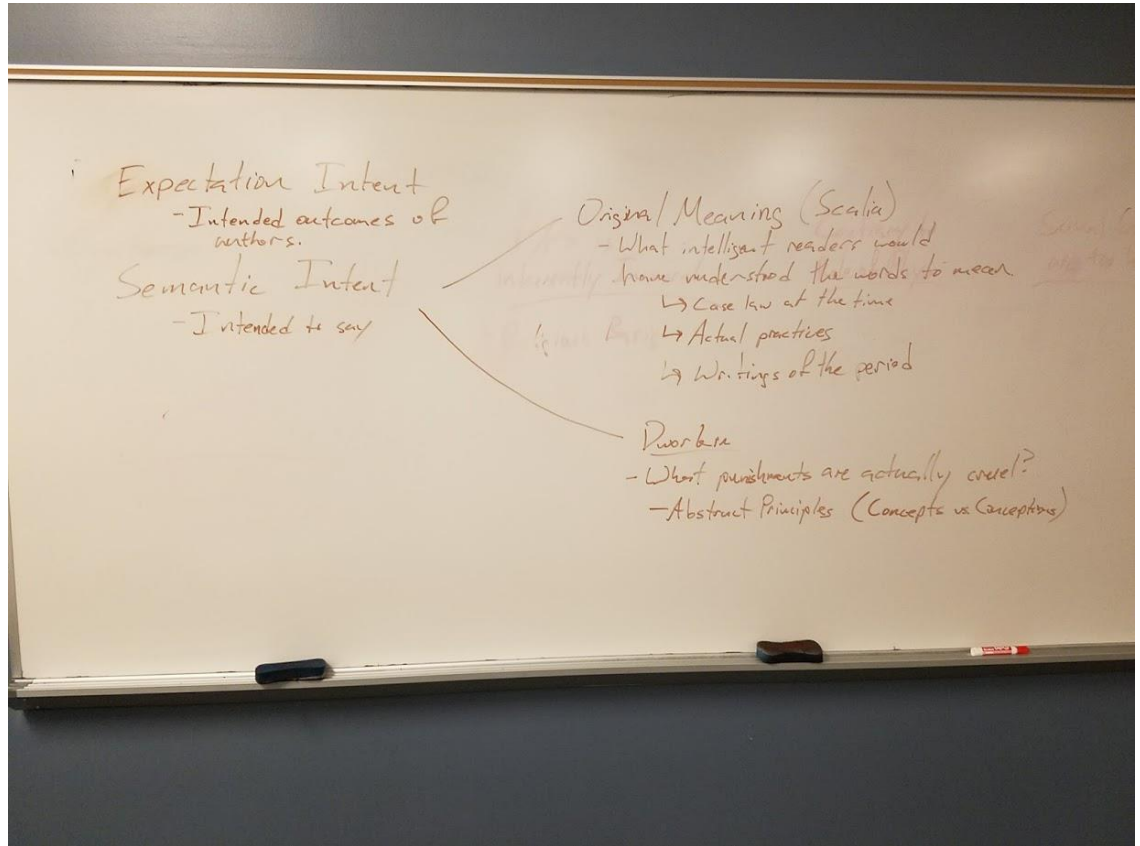 Expectation Intent
- Intended outcomes of
authors.
Semantic Intent
- Intended to say
Original Meaning (Scalia)
- What intelligent readers would
have understood the words to mean
↳ Case law at the time
↳ Actual practices
↳ Writings of the period
Dworkin
- What punishments are actually cruel?
- Abstract Principles (Concepts vs. Conceptions)